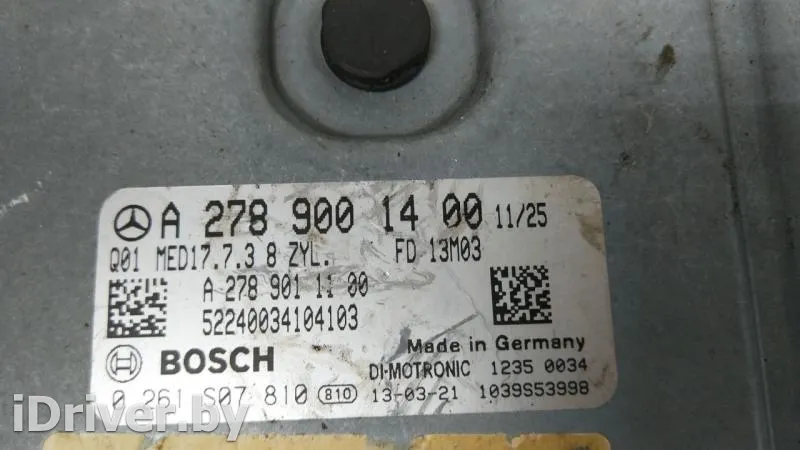 A 278 900 14 00 11/25
Q01 MED17.7.3 8 ZYL. FD 13M03
A 278 901 11 00
52240034104103
Made in Germany
BOSCH DI-MOTRONIC 1235 0034
0 261 S07 810 810 13-03-21 1039S53998
iDriver.by